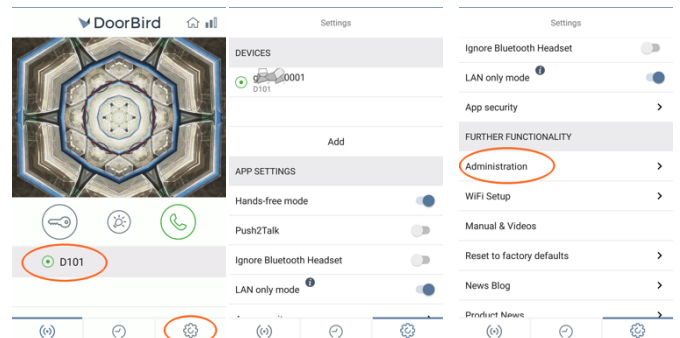 DoorBird
D101
Settings
DEVICES
0001
D101
Add
APP SETTINGS
Hands-free mode
Push2Talk
Ignore Bluetooth Headset
LAN only mode
Settings
Ignore Bluetooth Headset
LAN only mode
App security
FURTHER FUNCTIONALITY
Administration
WiFi Setup
Manual & Videos
Reset to factory defaults
News Blog
Product News